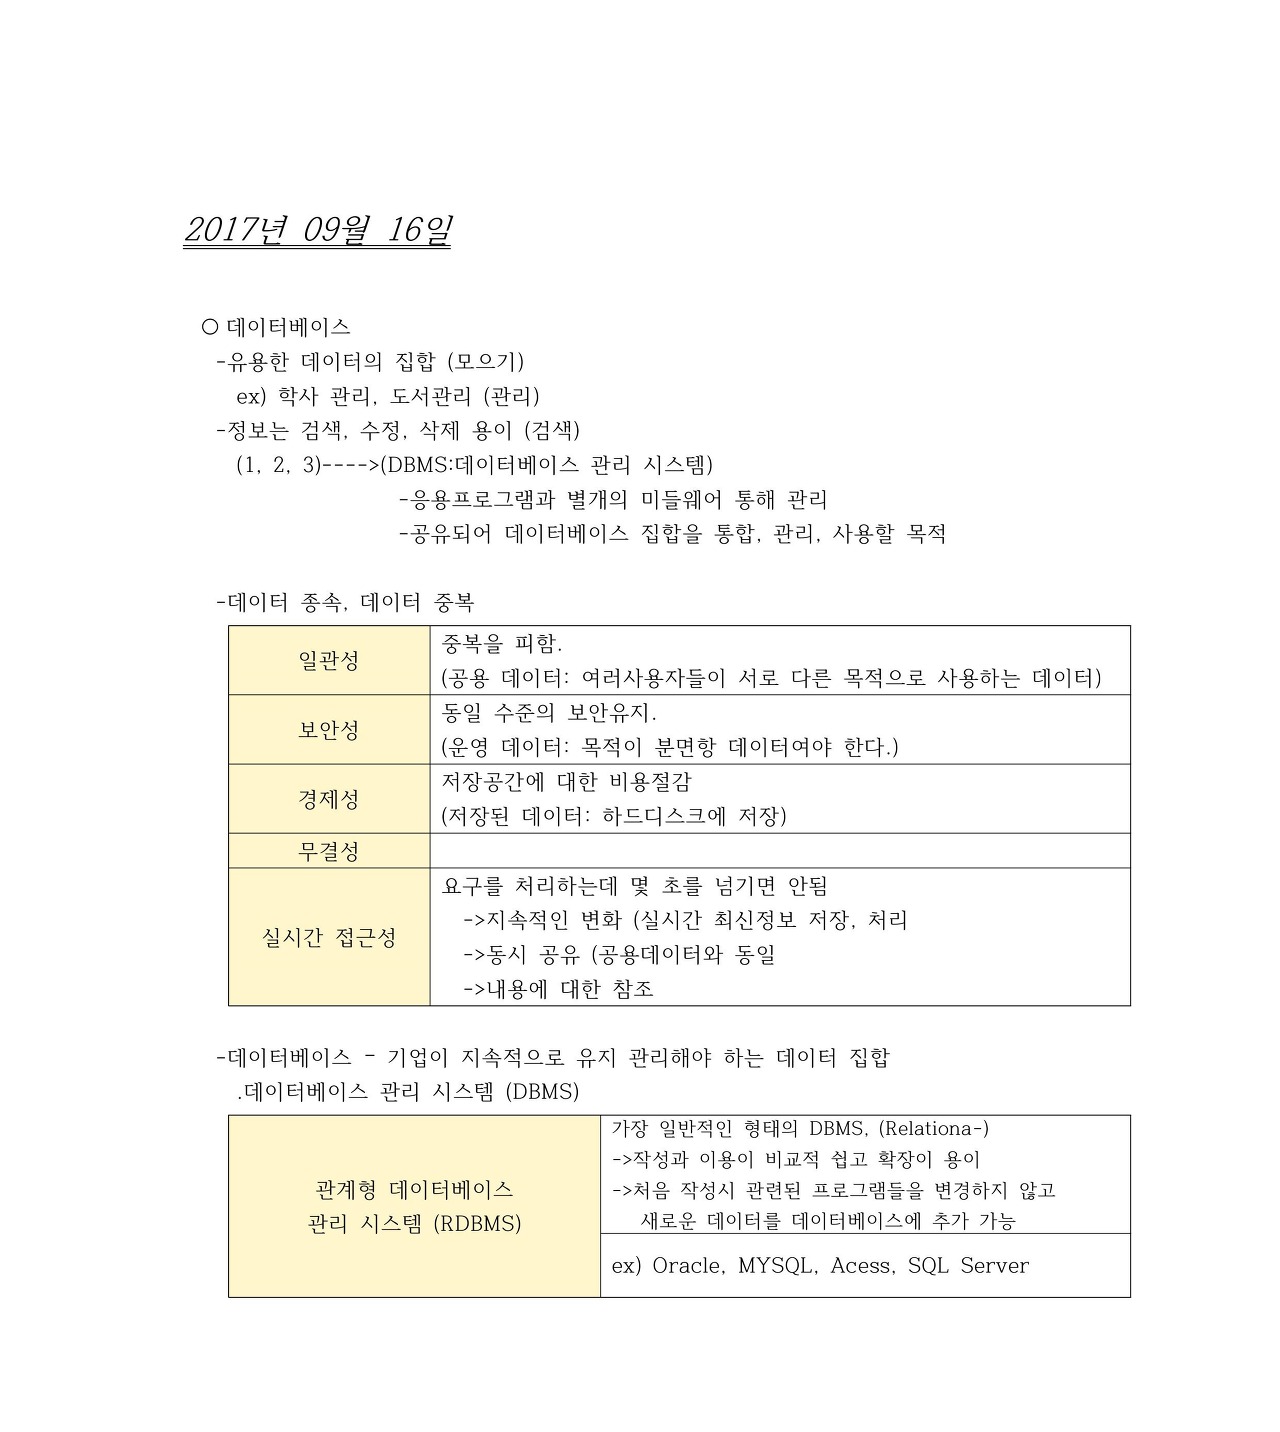 2017년 09월 16일
○ 데이터베이스
-유용한 데이터의 집합 (모으기)
ex) 학사 관리, 도서관리 (관리)
-정보는 검색, 수정, 삭제 용이 (검색)
(1, 2, 3)---->(DBMS:데이터베이스 관리 시스템)
-응용프로그램과 별개의 미들웨어 통해 관리
-공유되어 데이터베이스 집합을 통합, 관리, 사용할 목적
-데이터 종속, 데이터 중복
일관성
중복을 피함.
(공용 데이터: 여러사용자들이 서로 다른 목적으로 사용하는 데이터)
보안성
동일 수준의 보안유지.
(운영 데이터: 목적이 분면항 데이터여야 한다.)
경제성
저장공간에 대한 비용절감
(저장된 데이터: 하드디스크에 저장)
무결성
실시간 접근성
요구를 처리하는데 몇 초를 넘기면 안됨
->지속적인 변화 (실시간 최신정보 저장, 처리
->동시 공유 (공용데이터와 동일
->내용에 대한 참조
-데이터베이스 - 기업이 지속적으로 유지 관리해야 하는 데이터 집합
.데이터베이스 관리 시스템 (DBMS)
관계형 데이터베이스
관리 시스템 (RDBMS)
가장 일반적인 형태의 DBMS, (Relationa-)
->작성과 이용이 비교적 쉽고 확장이 용이
->처음 작성시 관련된 프로그램들을 변경하지 않고
새로운 데이터를 데이터베이스에 추가 가능
ex) Oracle, MYSQL, Acess, SQL Server